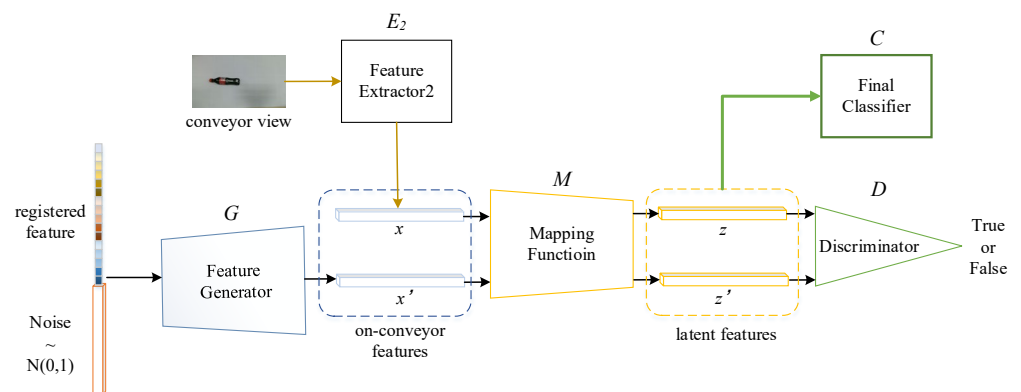 E2
Feature
Extractor2
conveyor view
C
Final
Classifier
registered
feature
G
Feature
Generator
x
x'
on-conveyor
features
M
Mapping
Functioin
z
z'
latent features
D
Discriminator
True
or
False
Noise
~
N(0,1)